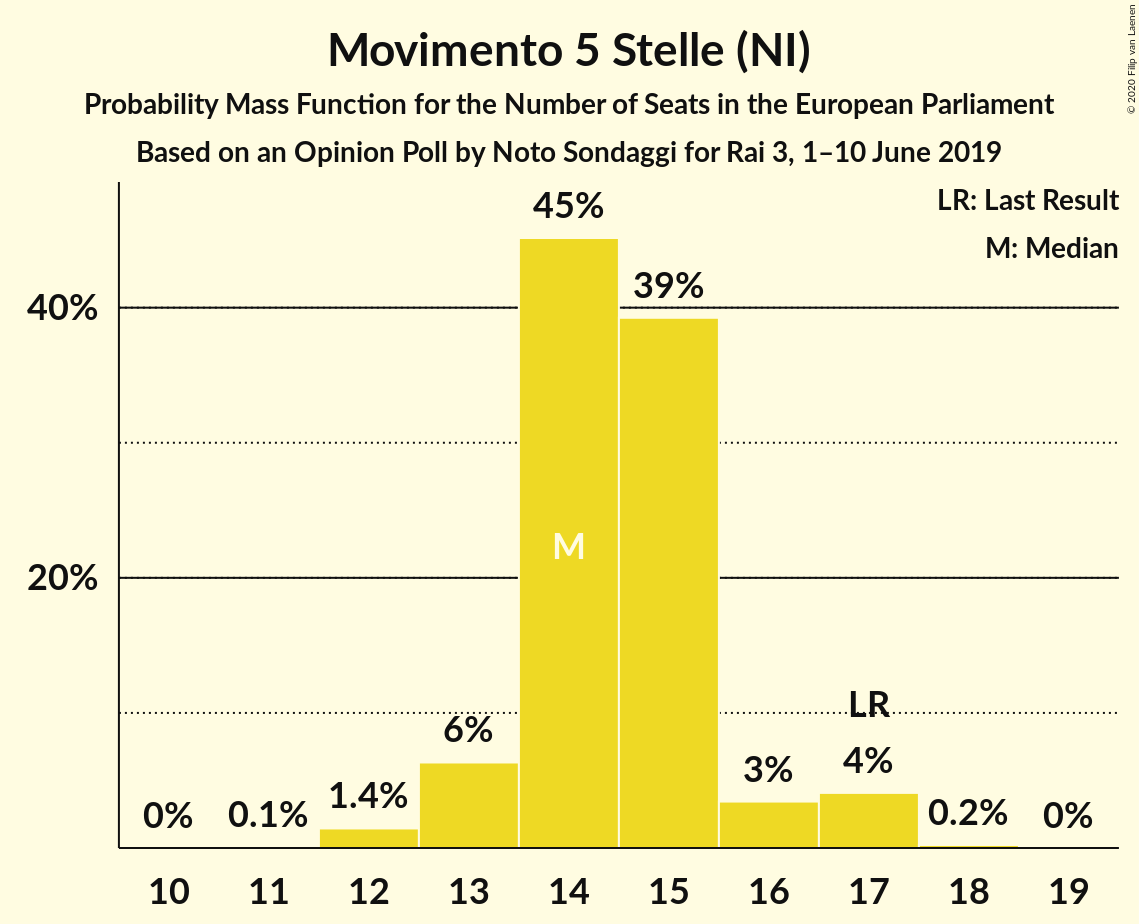 Movimento 5 Stelle (NI)
Probability Mass Function for the Number of Seats in the European Parliament
Based on an Opinion Poll by Noto Sondaggi for Rai 3, 1–10 June 2019
© 2020 Filip van Laenen
LR: Last Result
M: Median
45%
39%
40%
M
20%
LR
6%
4%
3%
1.4%
0% 0.1% 0.2% 0%
10 11 12 13 14 15 16 17 18 19